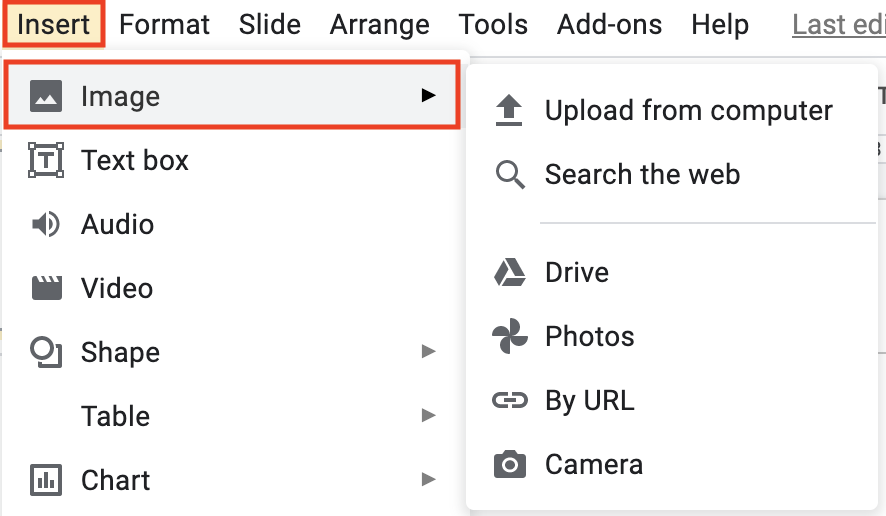 Insert Format Slide Arrange Tools Add-ons Help Last edi
Image
Text box
Audio
Video
Shape
Table
Chart
Upload from computer
Search the web
Drive
Photos
By URL
Camera